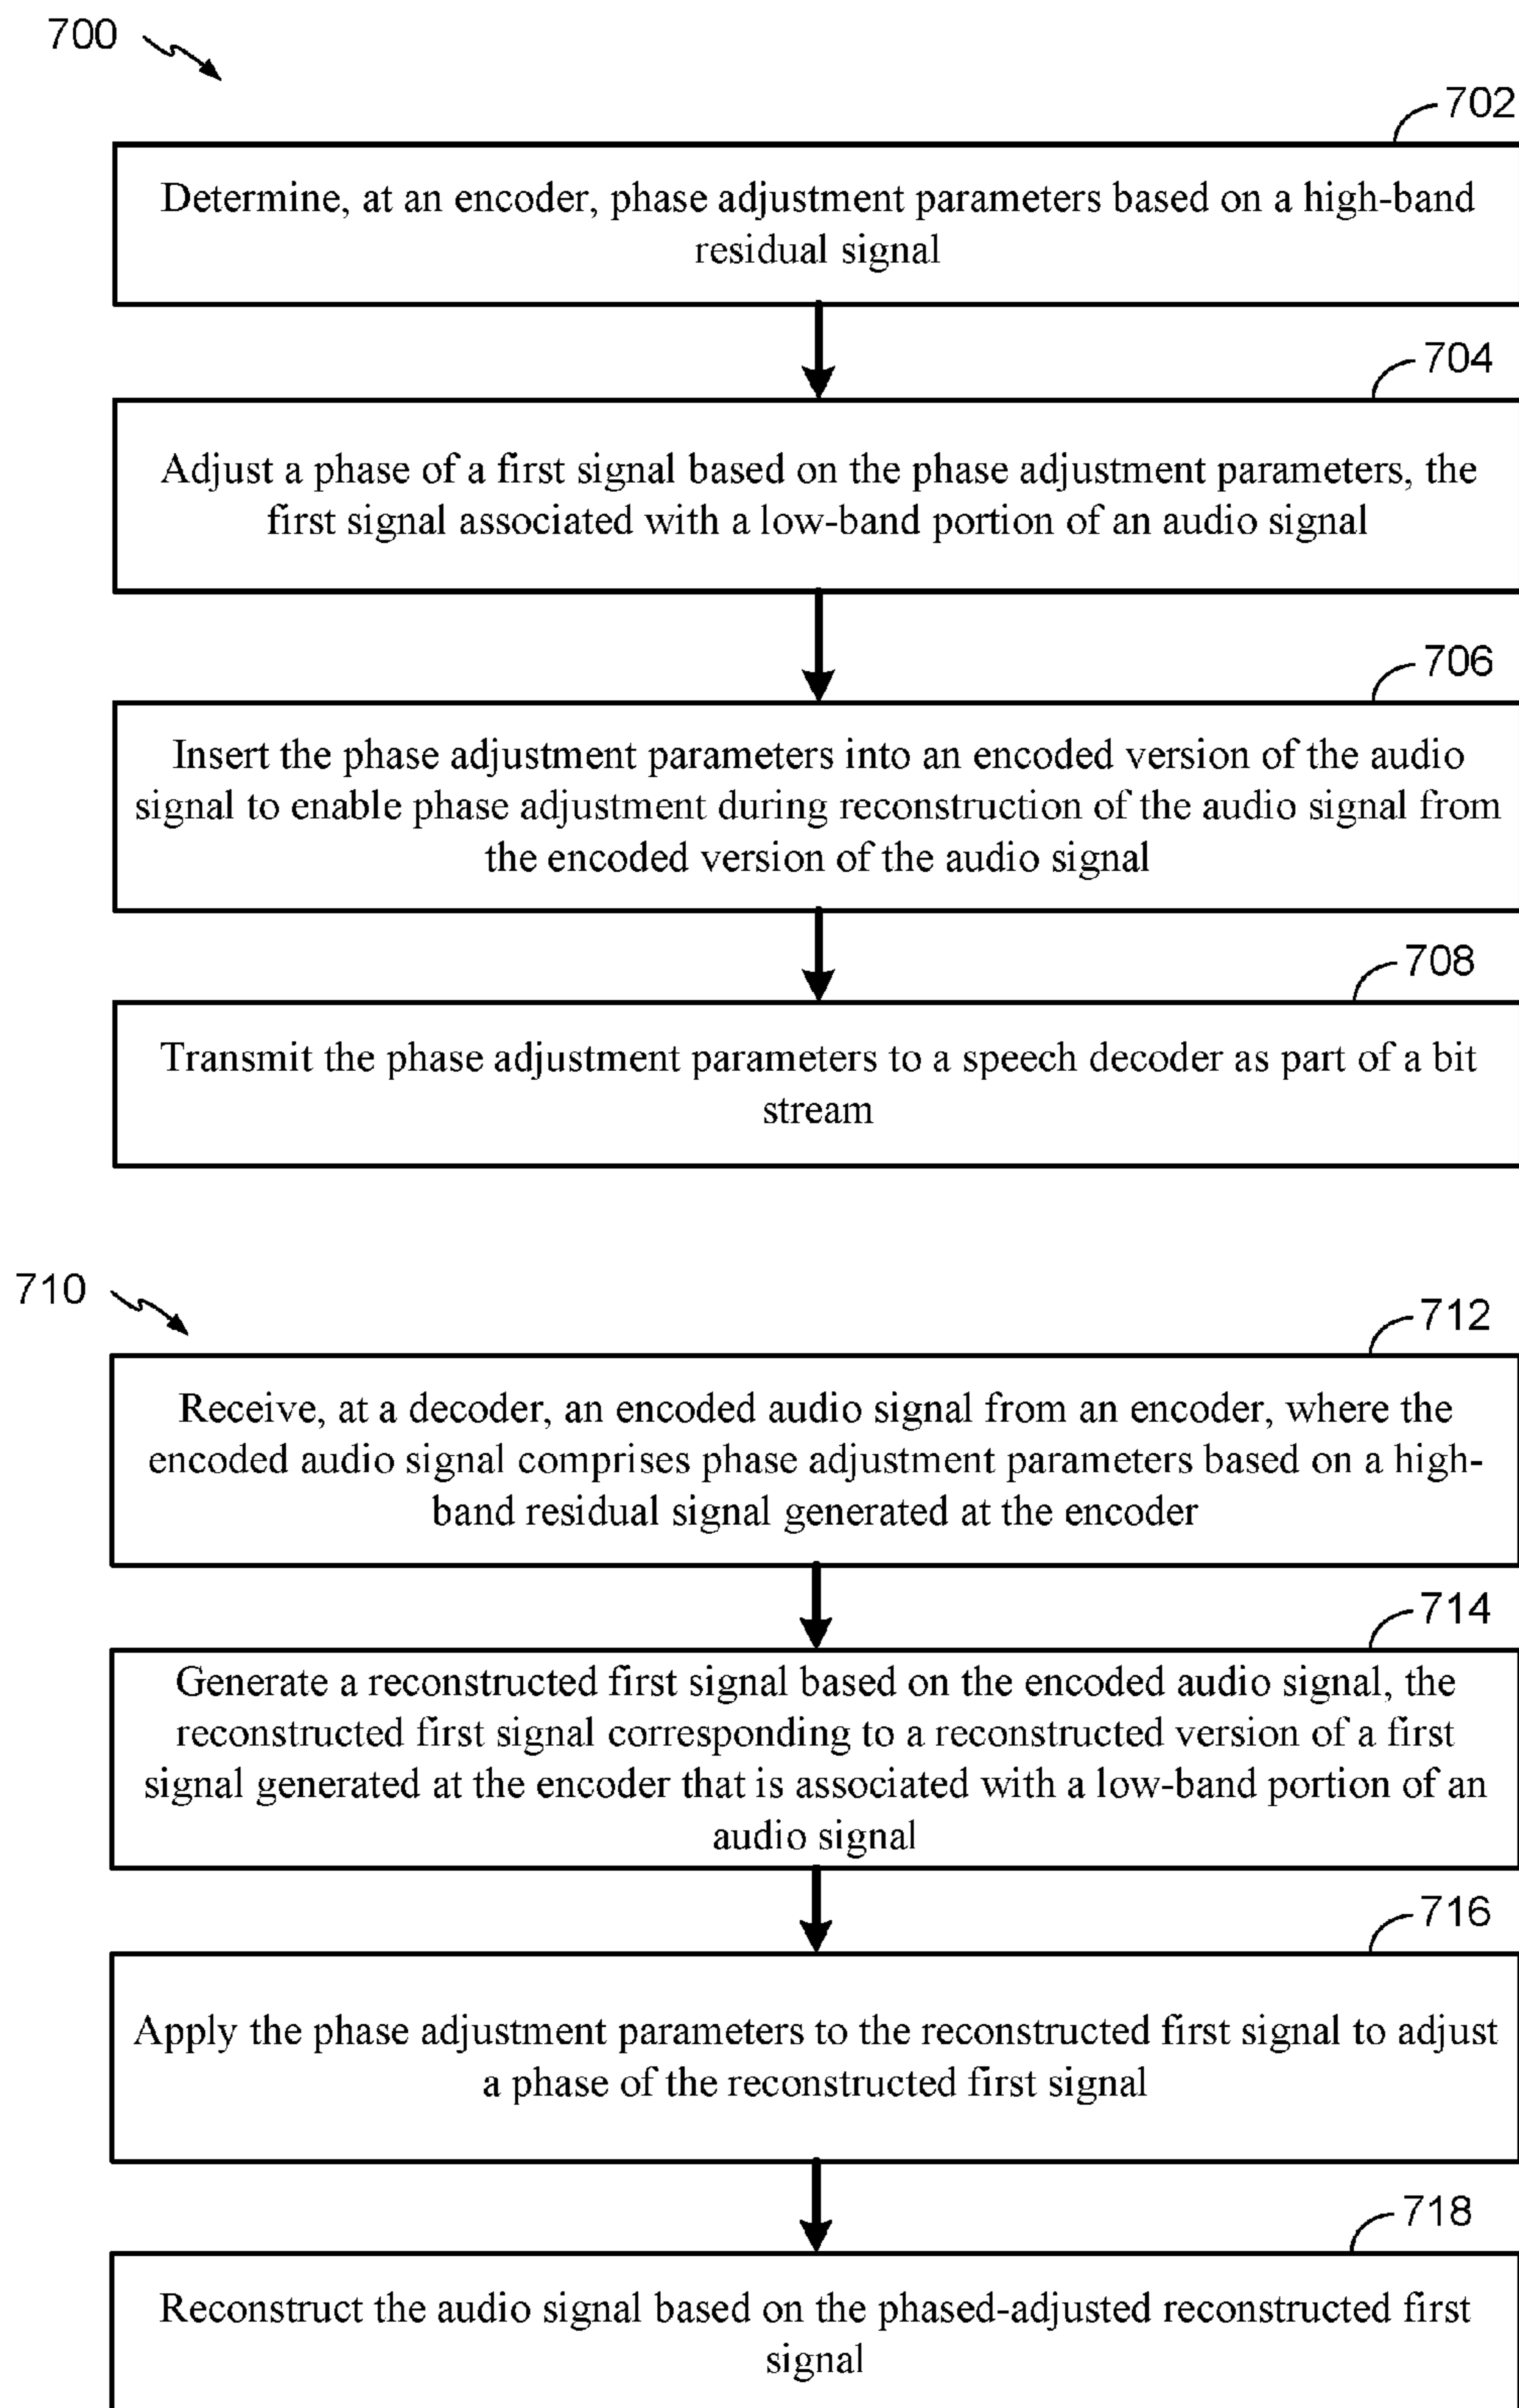 700
702
Determine, at an encoder, phase adjustment parameters based on a high-band
residual signal
704
Adjust a phase of a first signal based on the phase adjustment parameters, the
first signal associated with a low-band portion of an audio signal
706
Insert the phase adjustment parameters into an encoded version of the audio
signal to enable phase adjustment during reconstruction of the audio signal from
the encoded version of the audio signal
708
Transmit the phase adjustment parameters to a speech decoder as part of a bit
stream
710
712
Receive, at a decoder, an encoded audio signal from an encoder, where the
encoded audio signal comprises phase adjustment parameters based on a high-
band residual signal generated at the encoder
714
Generate a reconstructed first signal based on the encoded audio signal, the
reconstructed first signal corresponding to a reconstructed version of a first
signal generated at the encoder that is associated with a low-band portion of an
audio signal
716
Apply the phase adjustment parameters to the reconstructed first signal to adjust
a phase of the reconstructed first signal
718
Reconstruct the audio signal based on the phased-adjusted reconstructed first
signal